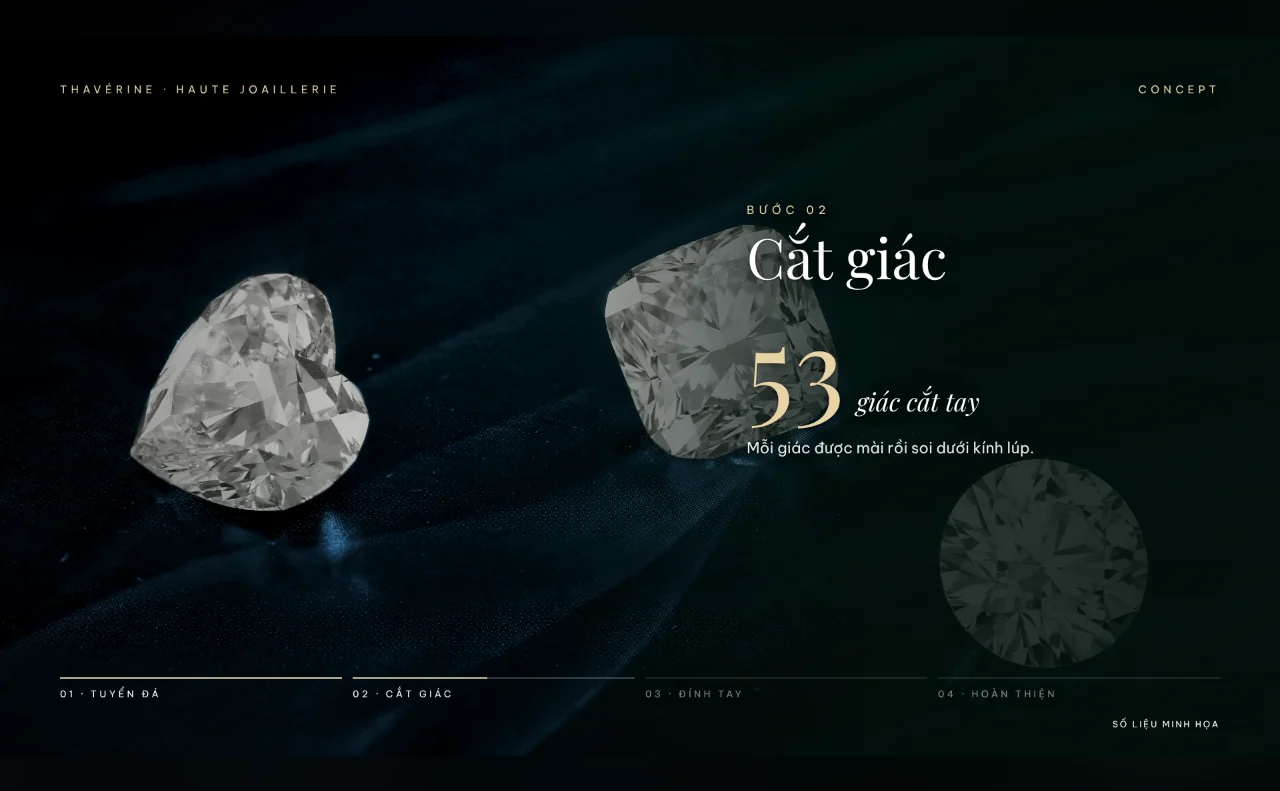 THAVÉRINE · HAUTE JOAILLERIE
CONCEPT
BƯỚC 02
Cắt giác
53 giác cắt tay
Mỗi giác được mài rồi soi dưới kính lúp.
01 · TUYỂN ĐÁ
02 · CẮT GIÁC
03 · ĐÍNH TAY
04 · HOÀN THIỆN
SỐ LIỆU MINH HỌA